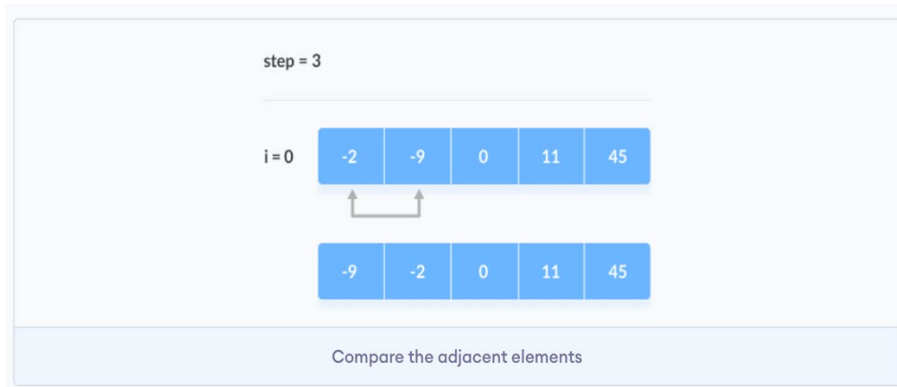 step = 3
i = 0 -2 -9 0 11 45
-9 -2 0 11 45
Compare the adjacent elements